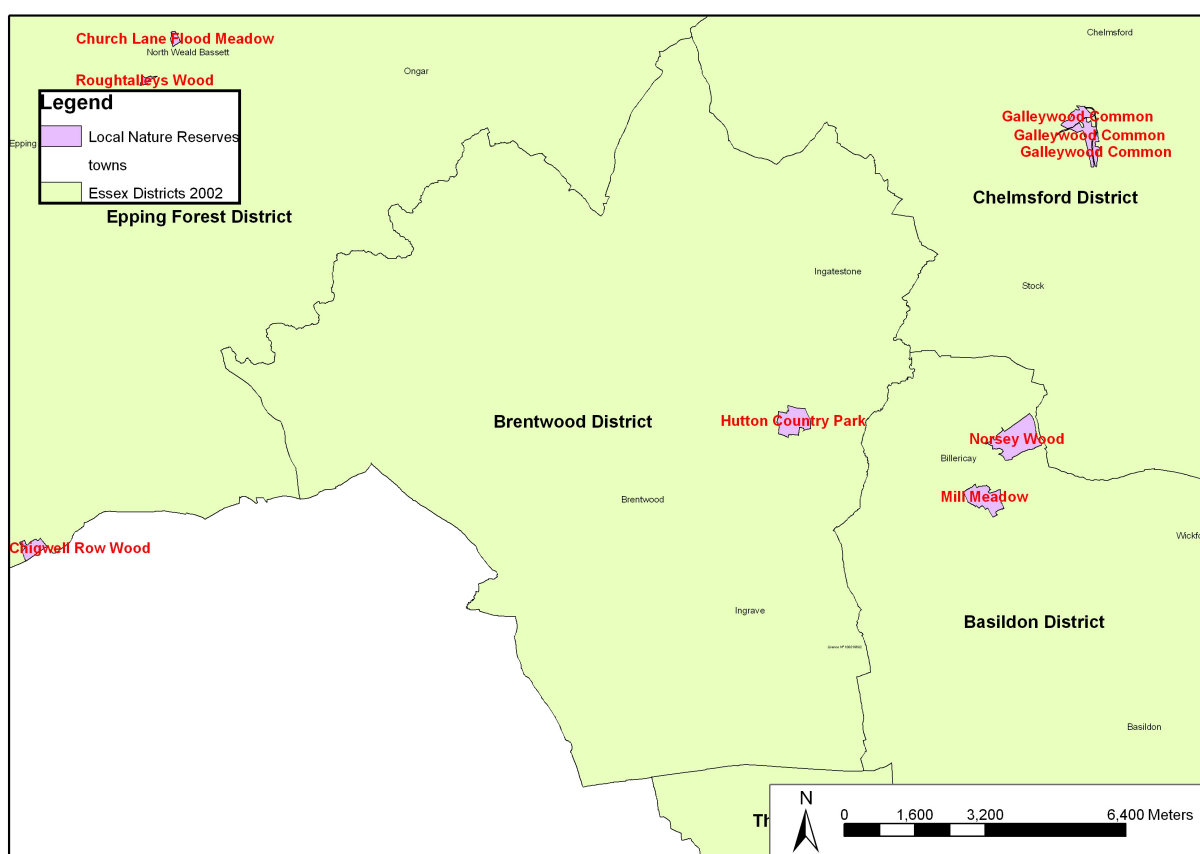 Chelmsford
Church Lane Flood Meadow
North Weald Bassett
Ongar
Roughtalleys Wood
Legend
Local Nature Reserves
towns
Essex Districts 2002
Epping
Epping Forest District
Galleywood Common
Galleywood Common
Galleywood Common
Chelmsford District
Ingatestone
Stock
Brentwood District
Hutton Country Park
Norsey Wood
Billericay
Mill Meadow
Brentwood
Wickfo
Chigwell Row Wood
Ingrave
Basildon District
Basildon
Th
N
0 1,600 3,200 6,400 Meters